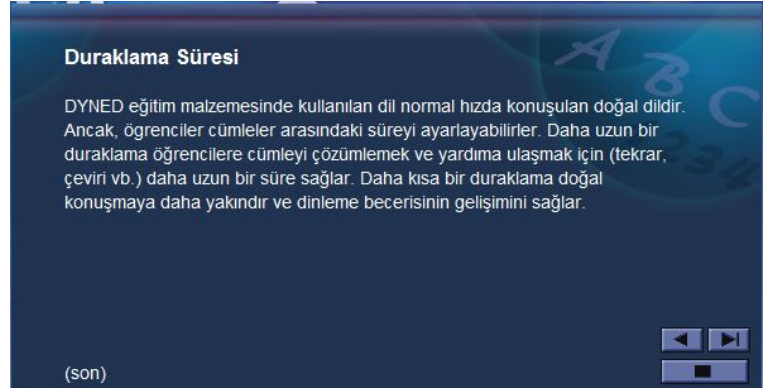 Duraklama Süresi
DYNED eğitim malzemesinde kullanılan dil normal hızda konuşulan doğal dildir.
Ancak, ögrenciler cümleler arasındaki süreyi ayarlayabilirler. Daha uzun bir
duraklama öğrencilere cümleyi çözümlemek ve yardıma ulaşmak için (tekrar,
çeviri vb.) daha uzun bir süre sağlar. Daha kısa bir duraklama doğal
konuşmaya daha yakındır ve dinleme becerisinin gelişimini sağlar.
(son)
A B C
234